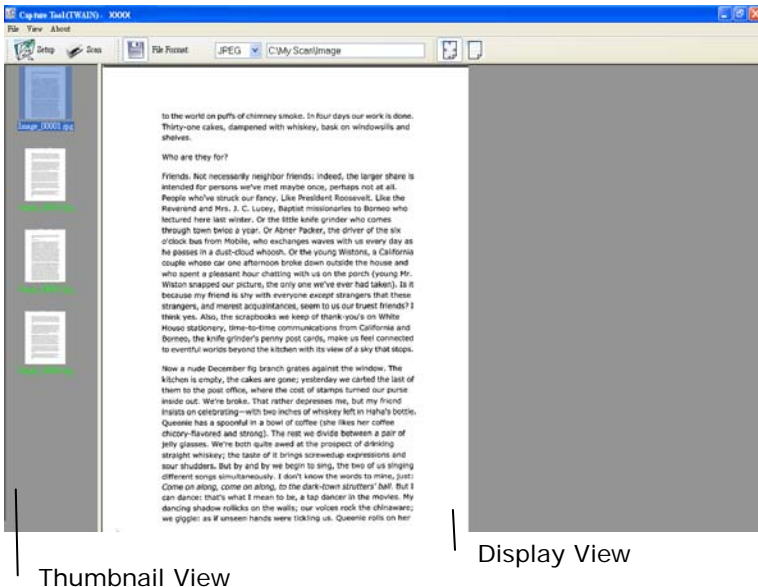 Capture Tool(TWAIN) - XXXX
File View About
Setup Scan File Format JPEG C:\My Scan\Image
Image_00001.jpg
to the world on puffs of chimney smoke. In four days our work is done.
Thirty-one cakes, dampened with whiskey, bask on windowsills and
shelves.
Who are they for?
Friends. Not necessarily neighbor friends: indeed, the larger share is
intended for persons we've met maybe once, perhaps not at all.
People who've struck our fancy. Like President Roosevelt. Like the
Reverend and Mrs. J. C. Lucey, Baptist missionaries to Borneo who
lectured here last winter. Or the little knife grinder who comes
through town twice a year. Or Abner Packer, the driver of the six
o'clock bus from Mobile, who exchanges waves with us every day as
he passes in a dust-cloud whoosh. Or the young Wistons, a California
couple whose car one afternoon broke down outside the house and
who spent a pleasant hour chatting with us on the porch (young Mr.
Wiston snapped our picture, the only one we've ever had taken). Is it
because my friend is shy with everyone except strangers that these
strangers, and merest acquaintances, seem to us our truest friends? I
think yes. Also, the scrapbooks we keep of thank-you's on White
House stationery, time-to-time communications from California and
Borneo, the knife grinder's penny post cards, make us feel connected
to eventful worlds beyond the kitchen with its view of a sky that stops.
Now a nude December fig branch grates against the window. The
kitchen is empty, the cakes are gone; yesterday we carted the last of
them to the post office, where the cost of stamps turned our purse
inside out. We're broke. That rather depresses me, but my friend
insists on celebrating—with two inches of whiskey left in Haha's bottle.
Queenie has a spoonful in a bowl of coffee (she likes her coffee
chicory-flavored and strong). The rest we divide between a pair of
jelly glasses. We're both quite awed at the prospect of drinking
straight whiskey; the taste of it brings screwedup expressions and
sour shudders. But by and by we begin to sing, the two of us singing
different songs simultaneously. I don't know the words to mine, just:
Come on along, come on along, to the dark-town strutters' ball. But I
can dance: that's what I mean to be, a tap dancer in the movies. My
dancing shadow rollicks on the walls; our voices rock the chinaware;
we giggle: as if unseen hands were tickling us. Queenie rolls on her
Display View
Thumbnail View